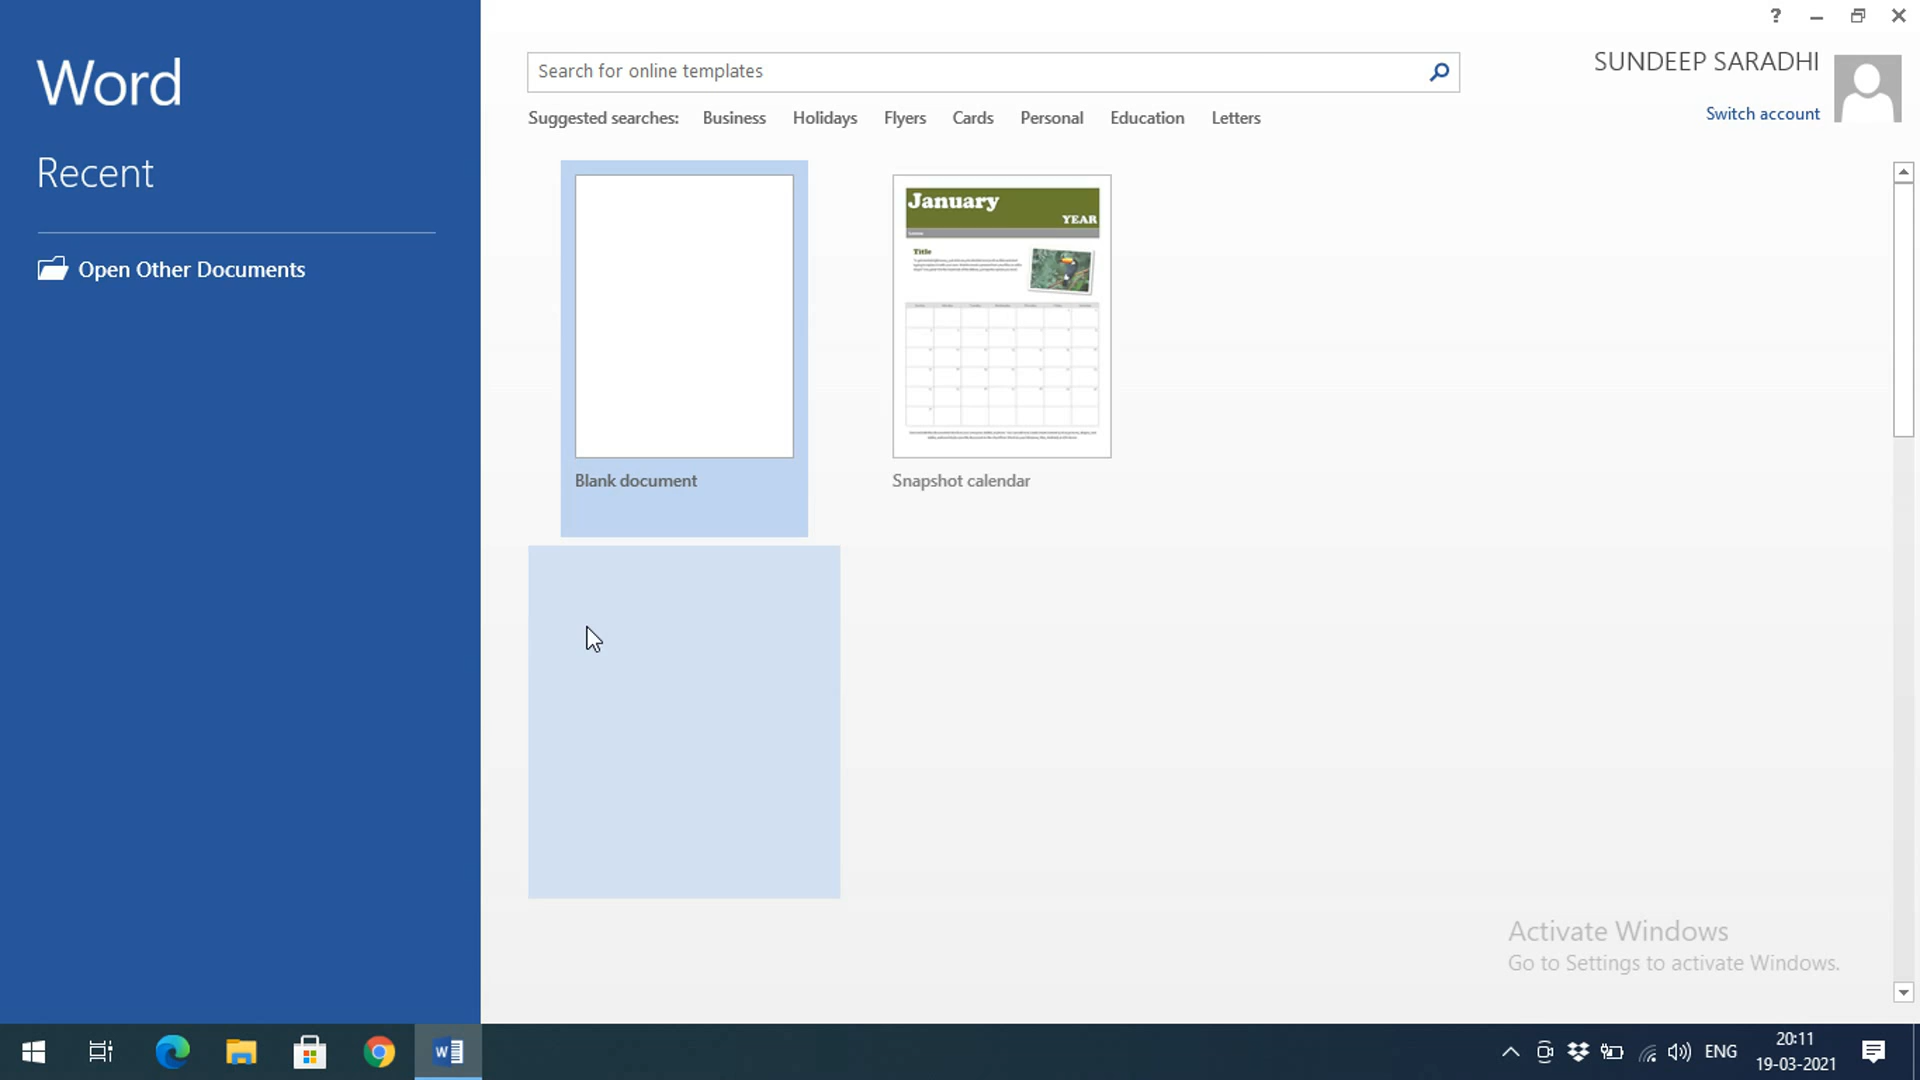 ?
Word
Recent
Open Other Documents
Search for online templates
SUNDEEP SARADHI
Switch account
Suggested searches: Business Holidays Flyers Cards Personal Education Letters
January
YEAR
Title
Blank document
Snapshot calendar
Activate Windows
Go to Settings to activate Windows.
W
ENG
20:11
19-03-2021